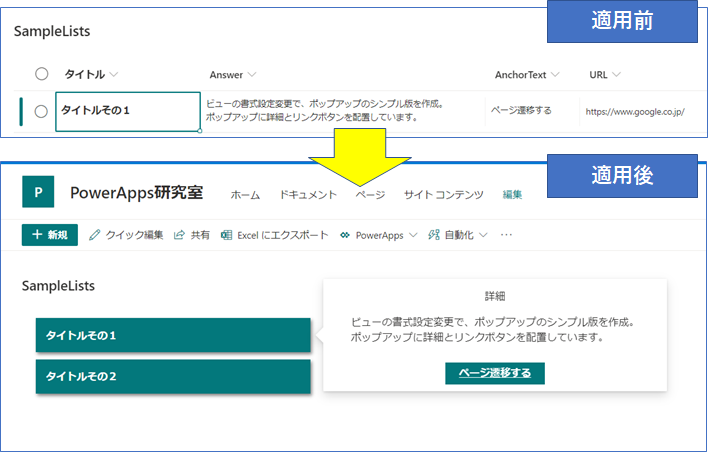 適用前
SampleLists
タイトル Answer AnchorText URL
タイトルその1 ビューの書式設定変更で、ポップアップのシンプル版を作成。 ページ遷移する https://www.google.co.jp/
ポップアップに詳細とリンクボタンを配置しています。
適用後
P PowerApps研究室 ホーム ドキュメント ページ サイト コンテンツ 編集
+ 新規 クイック編集 共有 Excel にエクスポート PowerApps 自動化 ...
SampleLists
詳細
タイトルその1
ビューの書式設定変更で、ポップアップのシンプル版を作成。
ポップアップに詳細とリンクボタンを配置しています。
タイトルその2
ページ遷移する